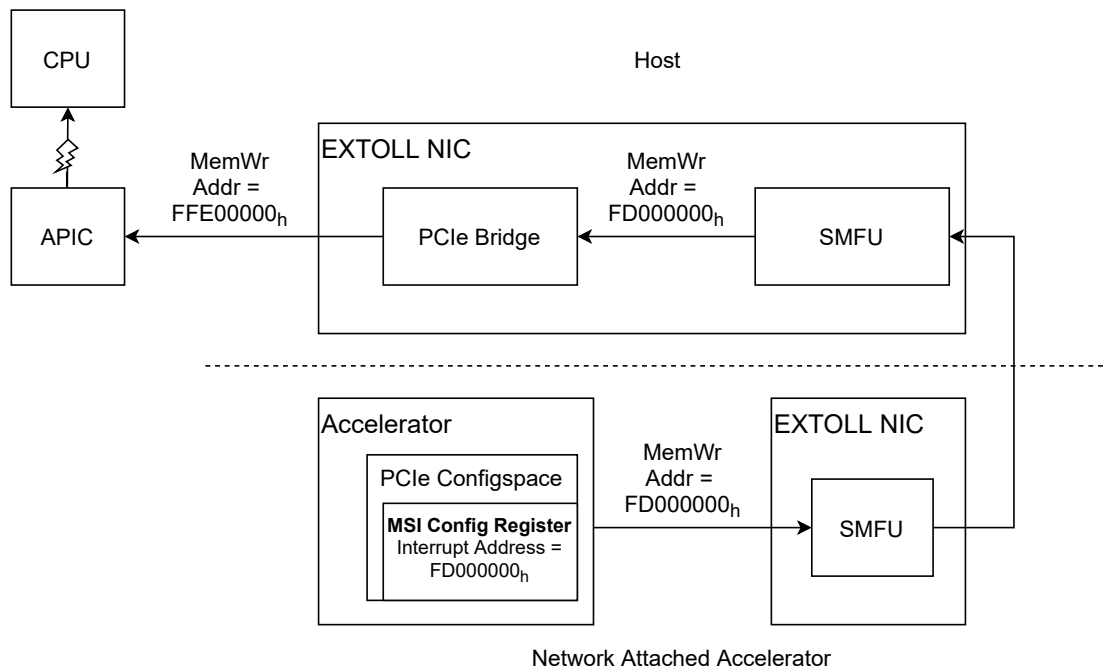 CPU
Host
EXTOLL NIC
MemWr
Addr =
FFE00000h
MemWr
Addr =
FD000000h
APIC
PCIe Bridge
SMFU
Accelerator
EXTOLL NIC
PCIe Configspace
MSI Config Register
Interrupt Address =
FD000000h
MemWr
Addr =
FD000000h
SMFU
Network Attached Accelerator